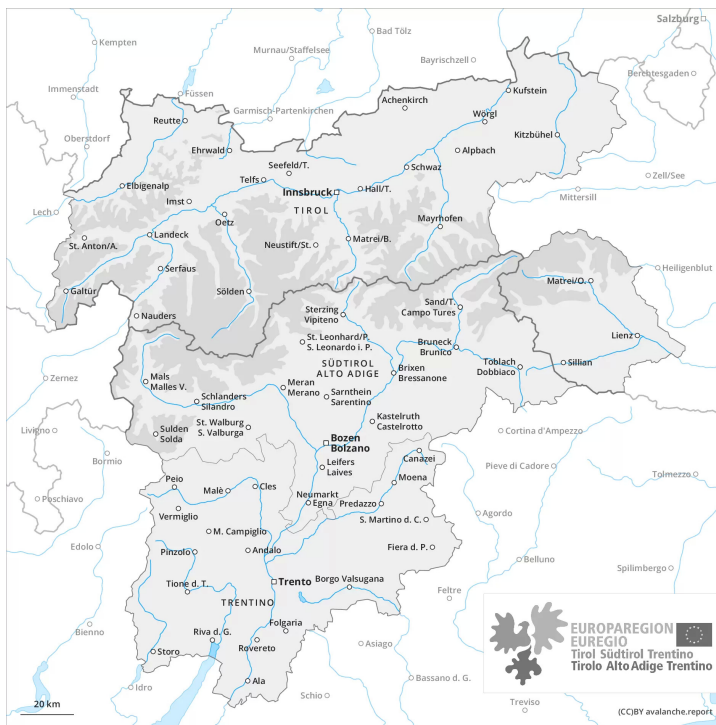 Salzburg
Kempten
Bad Tölz
Murnau/Staffelsee
Bayrischzell
Berchtesgaden
Immenstadt
Füssen
Kufstein
Achenkirch
Garmisch-Partenkirchen
Wörgl
Reutte
Oberstdorf
Kitzbühel
Ehrwald
Alpbach
Seefeld/T.
Schwaz
Telfs
Zell/See
Elbigenalp
Innsbruck
Hall/T.
Mittersill
Imst
TIROL
Lech
Oetz
Mayrhofen
Landeck
St. Anton/A.
Neustift/St.
Matrei/B.
Serfaus
Heiligenblut
Matrei/O.
Galtür
Sölden
Sand/T.
Campo Tures
Nauders
Sterzing
Vipiteno
Lienz
St. Leonhard/P.
S. Leonardo i. P.
Bruneck
Brunico
SÜDTIROL
ALTO ADIGE
Toblach
Dobbiaco
Sillian
Brixen
Bressanone
Zernez
Mals
Malles V.
Meran
Merano
Sarnthein
Sarentino
Schlanders
Silandro
St. Walburg
S. Valburga
Kastelruth
Castelrotto
Livigno
Sulden
Solda
Cortina d'Ampezzo
Bozen
Bolzano
Canazei
Bormio
Pieve di Cadore
Leifers
Laives
Tolmezzo
Peio
Moena
Poschiavo
Malè
Cles
Neumarkt
Egna
Predazzo
Vermiglio
Agordo
S. Martino d. C.
M. Campiglio
Edolo
Pinzolo
Andalo
Fiera d. P.
Belluno
Spilimbergo
Trento
Borgo Valsugana
Tione d. T.
Feltre
TRENTINO
Folgaria
Bienno
Riva d. G.
Rovereto
Asiago
Storo
EUROPAREGION
EUREGIO
Tirol Südtirol Trentino
Tirolo Alto Adige Trentino
Idro
Ala
Bassano d. G.
Schio
Treviso
20 km
(CC)BY avalanche.report